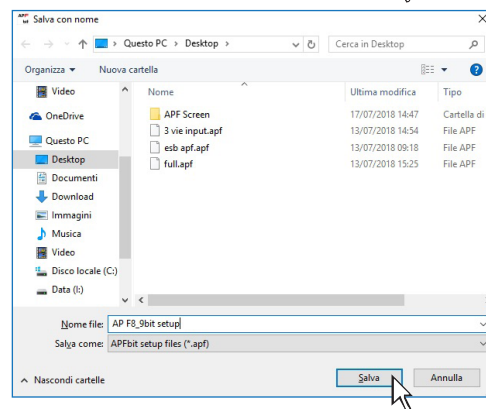 Salva con nome
Questo PC > Desktop >
Cerca in Desktop
Organizza
Nuova cartella
Nome
Ultima modifica
Tipo
Video
OneDrive
Questo PC
Desktop
Documenti
Download
Immagini
Musica
Video
Disco locale (C:)
Data (I:)
APF Screen 17/07/2018 14:47 Cartella di
3 vie input.apf 13/07/2018 14:54 File APF
esb apf.apf 13/07/2018 09:18 File APF
full.apf 13/07/2018 15:25 File APF
Nome file: AP F8_9bit setup
Salva come: APFbit setup files (*.apf)
Nascondi cartelle
Salva
Annulla